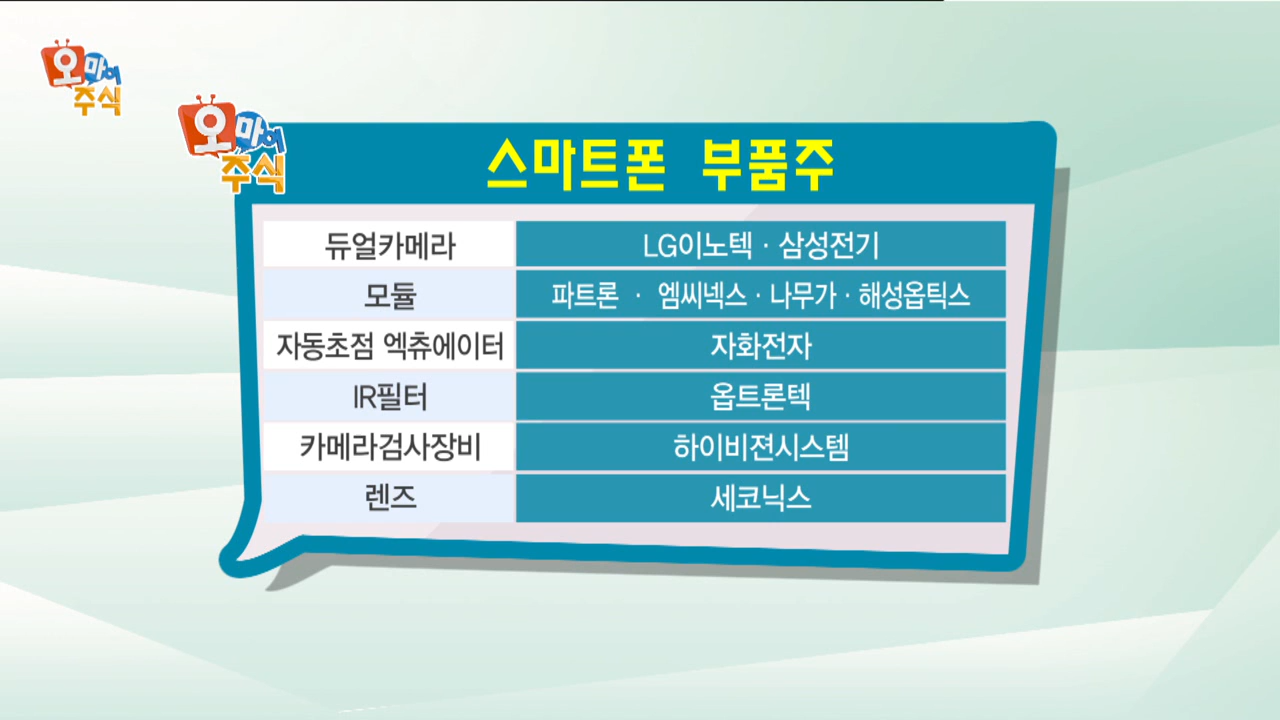 오마이
주식
오마이
주식
스마트폰 부품주
듀얼카메라 LG이노텍 · 삼성전기
모듈 파트론 · 엠씨넥스 · 나무가 · 해성옵틱스
자동초점 엑츄에이터 자화전자
IR필터 옵트론텍
카메라검사장비 하이비젼시스템
렌즈 세코닉스